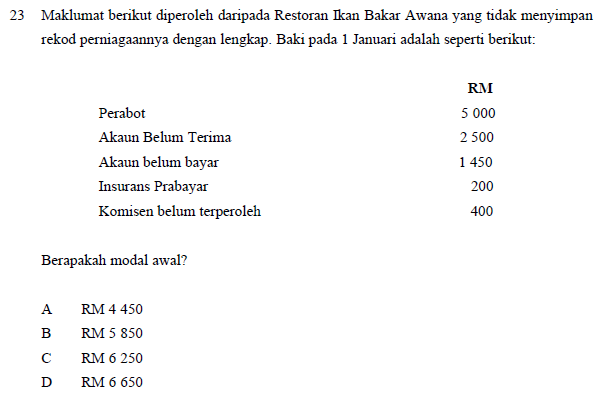 23 Maklumat berikut diperoleh daripada Restoran Ikan Bakar Awana yang tidak menyimpan
rekod perniagaannya dengan lengkap. Baki pada 1 Januari adalah seperti berikut:
RM
Perabot 5 000
Akaun Belum Terima 2 500
Akaun belum bayar 1 450
Insurans Prabayar 200
Komisen belum terperoleh 400
Berapakah modal awal?
A RM 4 450
B RM 5 850
C RM 6 250
D RM 6 650